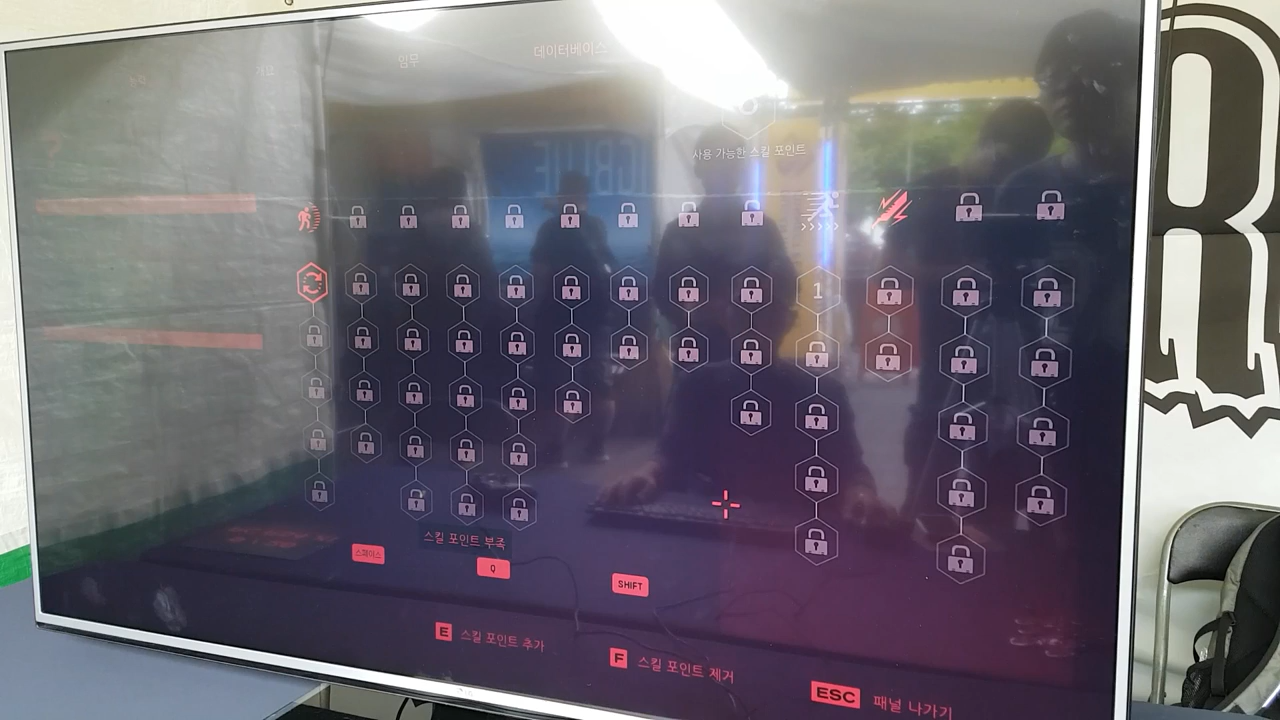 개요
임무
데이터베이스
사용 가능한 스킬 포인트
1
스킬 포인트 부족
스페이스
Q
SHIFT
E 스킬 포인트 추가
F 스킬 포인트 제거
ESC 패널 나가기
R